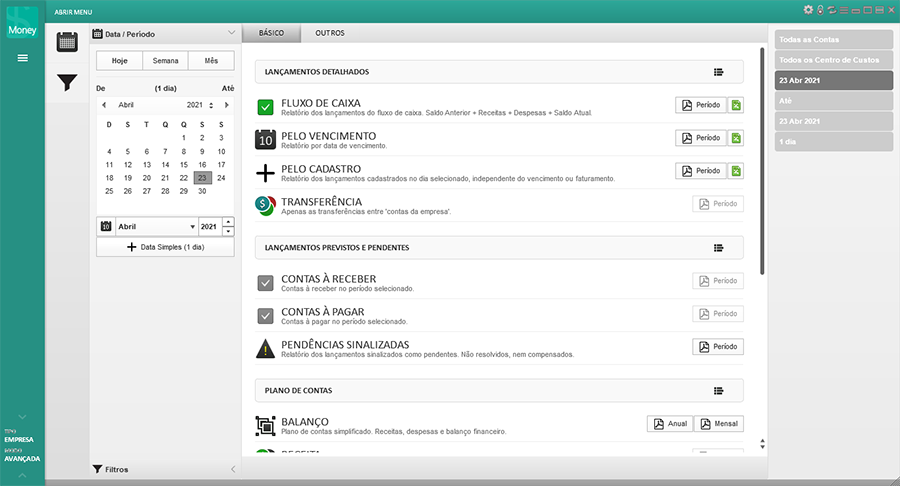 Money
ABRIR MENU
Data / Período
Hoje
Semana
Mês
De
(1 dia)
Até
Abril
2021
D S T Q Q S S
1 2 3
4 5 6 7 8 9 10
11 12 13 14 15 16 17
18 19 20 21 22 23 24
25 26 27 28 29 30
10
Abril
2021
Data Simples (1 dia)
Filtros
EMPRESA
AVANÇADA
BÁSICO
OUTROS
LANÇAMENTOS DETALHADOS
FLUXO DE CAIXA
Relatório dos lançamentos do fluxo de caixa. Saldo Anterior + Receitas + Despesas + Saldo Atual.
Período
10
PELO VENCIMENTO
Relatório por data de vencimento.
Período
PELO CADASTRO
Relatório dos lançamentos cadastrados no dia selecionado, independente do vencimento ou faturamento.
Período
$
TRANSFERÊNCIA
Apenas as transferências entre 'contas da empresa'.
Período
LANÇAMENTOS PREVISTOS E PENDENTES
CONTAS À RECEBER
Contas à receber no período selecionado.
Período
CONTAS À PAGAR
Contas à pagar no período selecionado.
Período
PENDÊNCIAS SINALIZADAS
Relatório dos lançamentos sinalizados como pendentes. Não resolvidos, nem compensados.
Período
PLANO DE CONTAS
BALANÇO
Plano de contas simplificado. Receitas, despesas e balanço financeiro.
Anual
Mensal
Todas as Contas
Todos os Centro de Custos
23 Abr 2021
Até
23 Abr 2021
1 dia